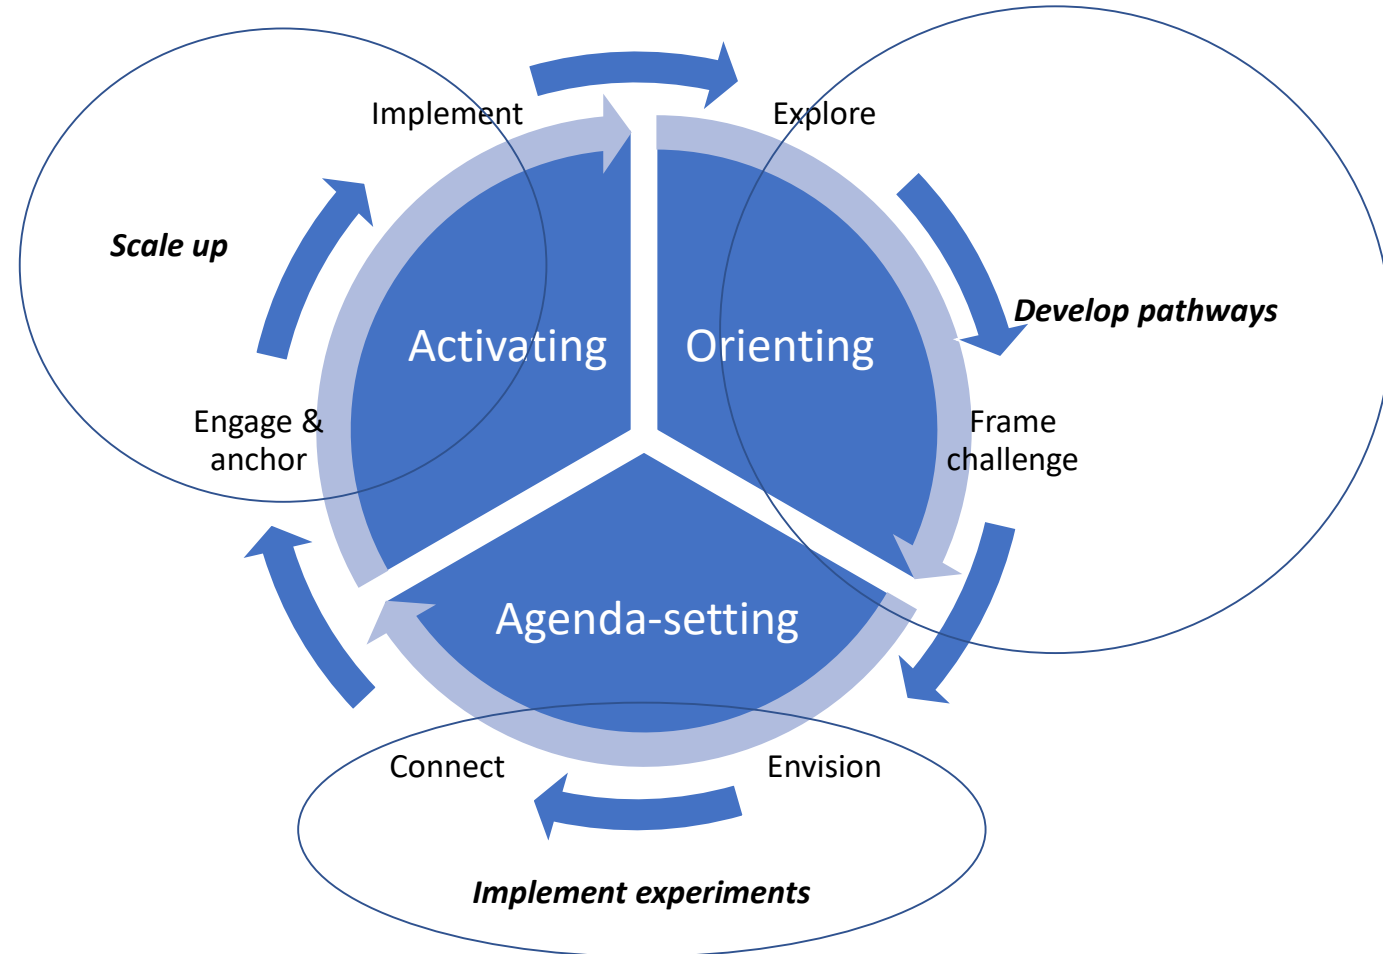 Implement
Explore
Scale up
Develop pathways
Activating
Orienting
Engage &
anchor
Frame
challenge
Agenda-setting
Connect
Envision
Implement experiments